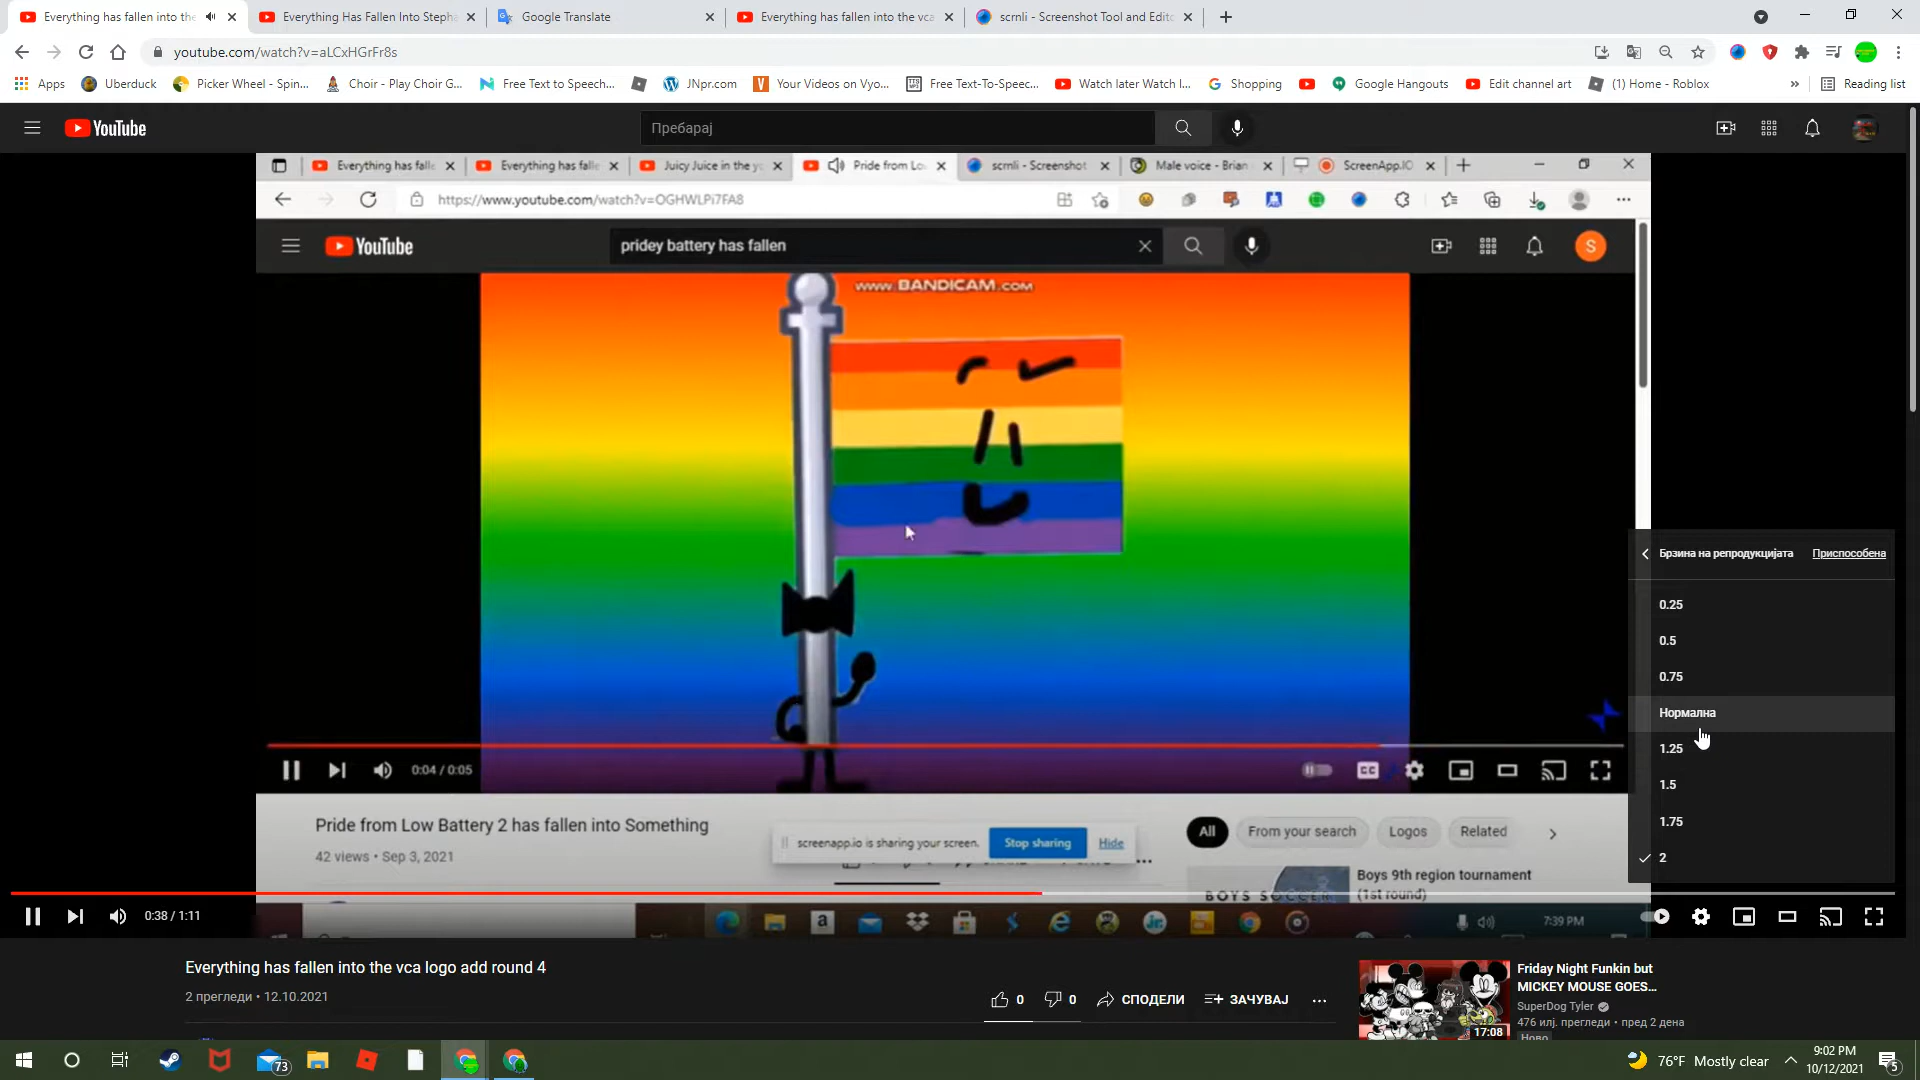 Everything has fallen into the
Everything Has Fallen Into Steph
Google Translate
Everything has fallen into the vca
scrnli - Screenshot Tool and Edito
youtube.com/watch?v=aLCxHGrFr8s
Apps
Uberduck
Picker Wheel - Spin...
Choir - Play Choir G...
Free Text to Speech...
JNpr.com
Your Videos on Vyo...
Free Text-To-Speec...
Watch later Watch l...
Shopping
Google Hangouts
Edit channel art
(1) Home - Roblox
»
Reading list
YouTube
Пребарај
Everything has falle
Everything has falle
Juicy Juice in the yo
Pride from Lo
scrnli - Screenshot
Male voice - Brian
ScreenApp.IO
https://www.youtube.com/watch?v=OGHWLPi7FA8
YouTube
pridey battery has fallen
S
www.BANDICAM.com
0:04 / 0:05
CC
Pride from Low Battery 2 has fallen into Something
42 views • Sep 3, 2021
screenapp.io is sharing your screen.
Stop sharing
Hide
All
From your search
Logos
Related
Boys 9th region tournament
(1st round)
BOYS SOCCER
7:39 PM
Брзина на репродукцијата
Приспособена
0.25
0.5
0.75
Нормална
1.25
1.5
1.75
2
0:38 / 1:11
Everything has fallen into the vca logo add round 4
2 прегледи • 12.10.2021
0
0
СПОДЕЛИ
ЗАЧУВАЈ
Friday Night Funkin but
MICKEY MOUSE GOES...
SuperDog Tyler
476 илј. прегледи • пред 2 дена
Ново
17:08
73
76°F Mostly clear
9:02 PM
10/12/2021
5